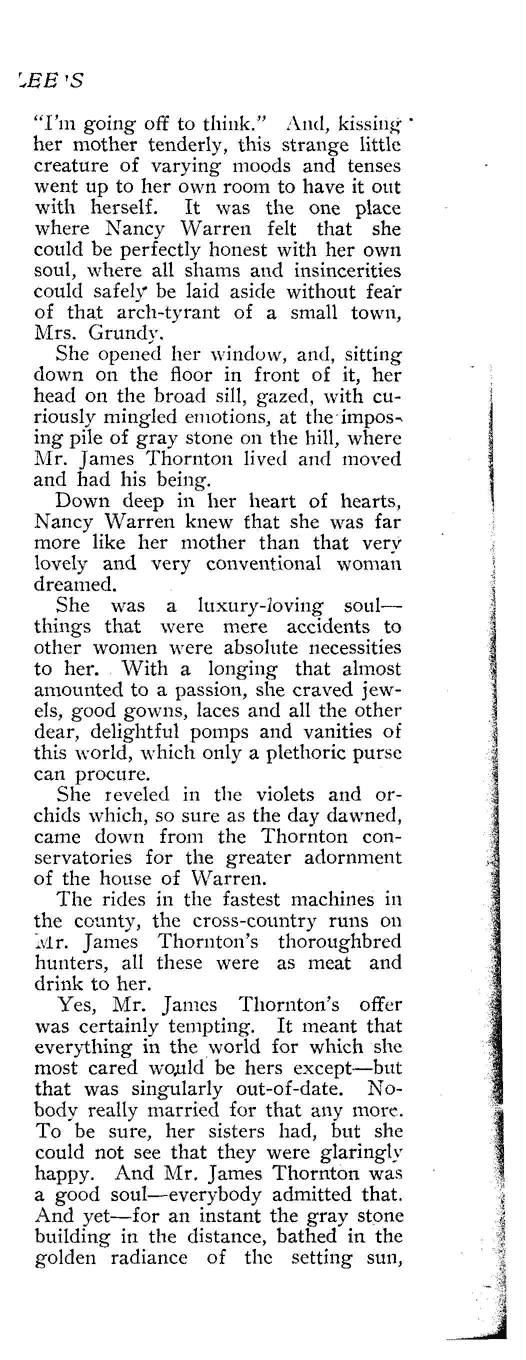 LEE'S
"I'm going off to think." And, kissing
her mother tenderly, this strange little
creature of varying moods and tenses
went up to her own room to have it out
with herself. It was the one place
where Nancy Warren felt that she
could be perfectly honest with her own
soul, where all shams and insincerities
could safely be laid aside without fear
of that arch-tyrant of a small town,
Mrs. Grundy.
She opened her window, and, sitting
down on the floor in front of it, her
head on the broad sill, gazed, with cu-
riously mingled emotions, at the impos-
ing pile of gray stone on the hill, where
Mr. James Thornton lived and moved
and had his being.
Down deep in her heart of hearts,
Nancy Warren knew that she was far
more like her mother than that very
lovely and very conventional woman
dreamed.
She was a luxury-loving soul—
things that were mere accidents to
other women were absolute necessities
to her. With a longing that almost
amounted to a passion, she craved jew-
els, good gowns, laces and all the other
dear, delightful pomps and vanities of
this world, which only a plethoric purse
can procure.
She reveled in the violets and or-
chids which, so sure as the day dawned,
came down from the Thornton con-
servatories for the greater adornment
of the house of Warren.
The rides in the fastest machines in
the county, the cross-country runs on
Mr. James Thornton's thoroughbred
hunters, all these were as meat and
drink to her.
Yes, Mr. James Thornton's offer
was certainly tempting. It meant that
everything in the world for which she
most cared would be hers except—but
that was singularly out-of-date. No-
body really married for that any more.
To be sure, her sisters had, but she
could not see that they were glaringly
happy. And Mr. James Thornton was
a good soul—everybody admitted that.
And yet—for an instant the gray stone
building in the distance, bathed in the
golden radiance of the setting sun,